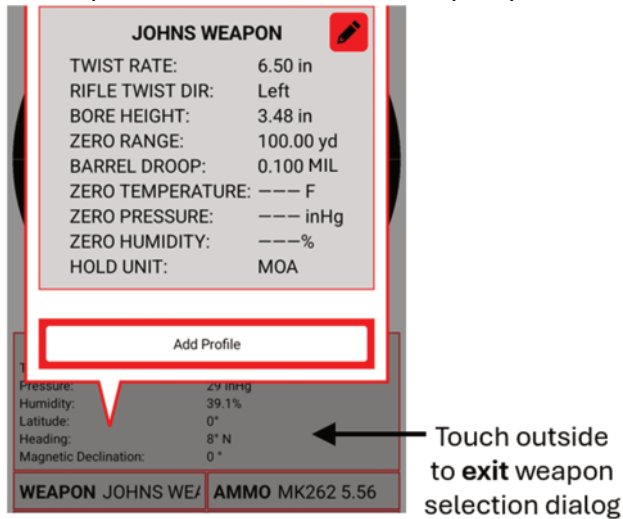 JOHNS WEAPON
TWIST RATE: 6.50 in
RIFLE TWIST DIR: Left
BORE HEIGHT: 3.48 in
ZERO RANGE: 100.00 yd
BARREL DROOP: 0.100 MIL
ZERO TEMPERATURE: ––– F
ZERO PRESSURE: ––– inHg
ZERO HUMIDITY: –––%
HOLD UNIT: MOA
Add Profile
Pressure: 29 inHg
Humidity: 39.1%
Latitude: 0°
Heading: 8° N
Magnetic Declination: 0 °
WEAPON JOHNS WEA AMMO MK262 5.56
Touch outside
to exit weapon
selection dialog